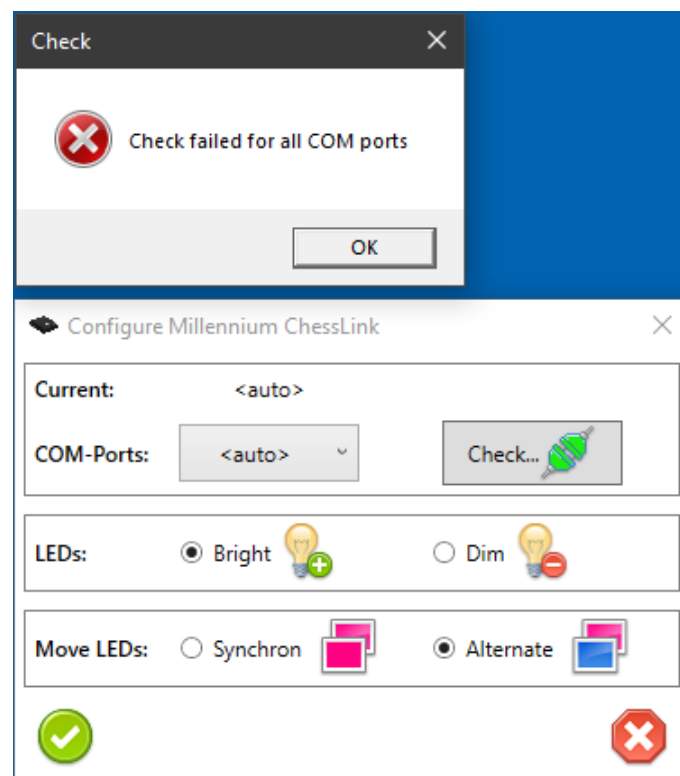 Check
Check failed for all COM ports
OK
Configure Millennium ChessLink
Current: <auto>
COM-Ports: <auto> Check...
LEDs: Bright Dim
Move LEDs: Synchron Alternate